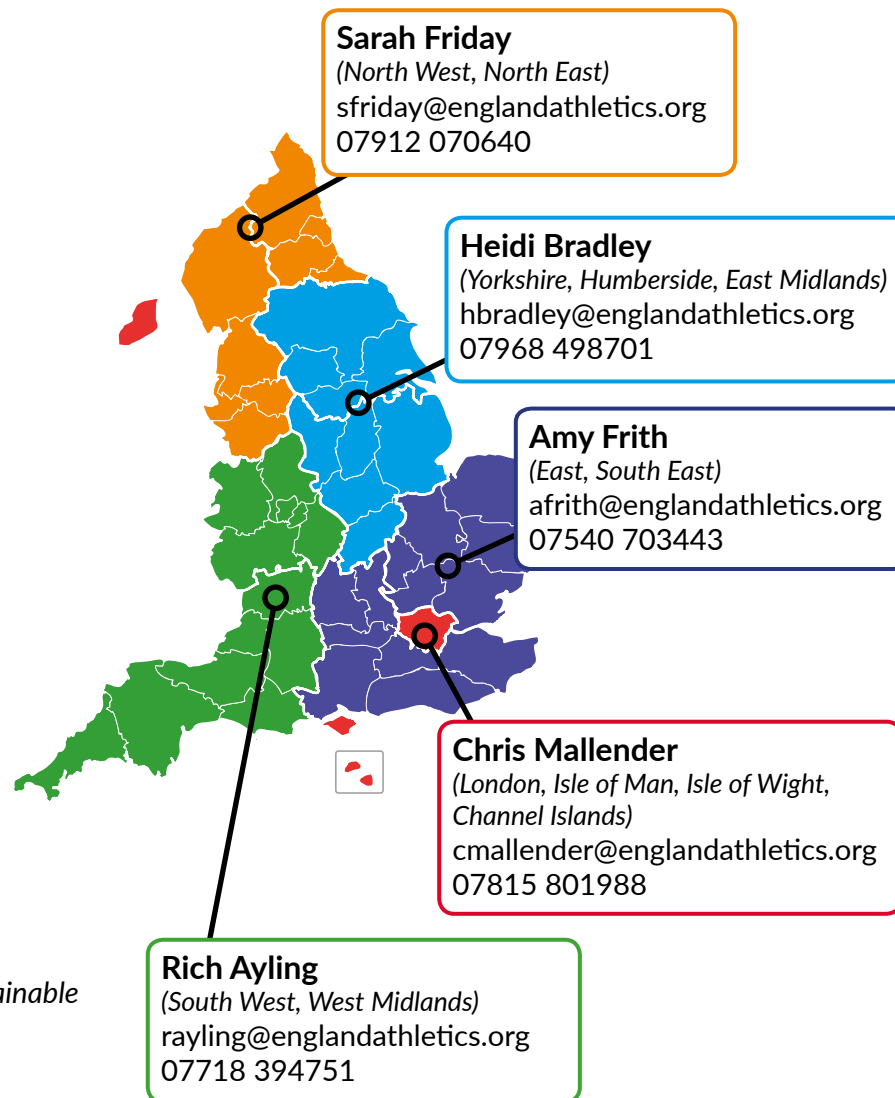 Sarah Friday
(North West, North East)
sfriday@englandathletics.org
07912 070640
Heidi Bradley
(Yorkshire, Humberside, East Midlands)
hbradley@englandathletics.org
07968 498701
Amy Frith
(East, South East)
afrith@englandathletics.org
07540 703443
Chris Mallender
(London, Isle of Man, Isle of Wight,
Channel Islands)
cmallender@englandathletics.org
07815 801988
Rich Ayling
(South West, West Midlands)
rayling@englandathletics.org
07718 394751